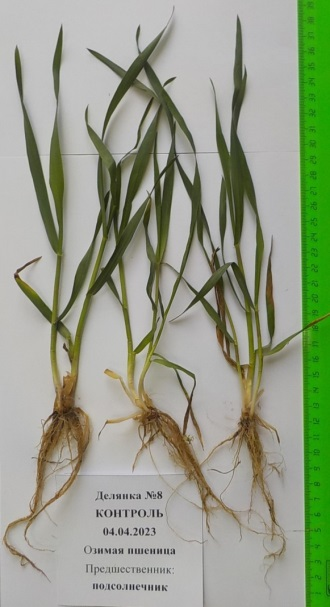 Делянка №8
КОНТРОЛЬ
04.04.2023
Озимая пшеница
Предшественник:
подсолнечник